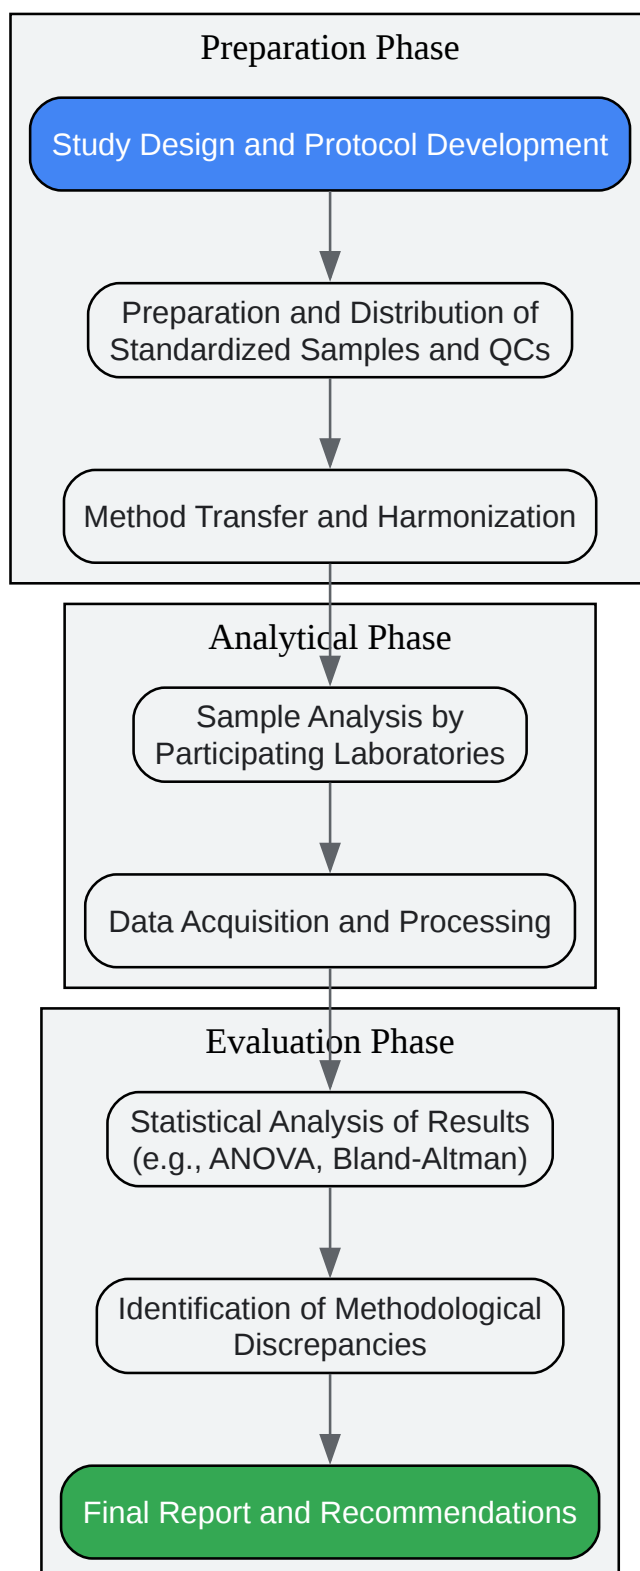 Preparation Phase
Study Design and Protocol Development
Preparation and Distribution of
Standardized Samples and QCs
Method Transfer and Harmonization
Analytical Phase
Sample Analysis by
Participating Laboratories
Data Acquisition and Processing
Evaluation Phase
Statistical Analysis of Results
(e.g., ANOVA, Bland-Altman)
Identification of Methodological
Discrepancies
Final Report and Recommendations